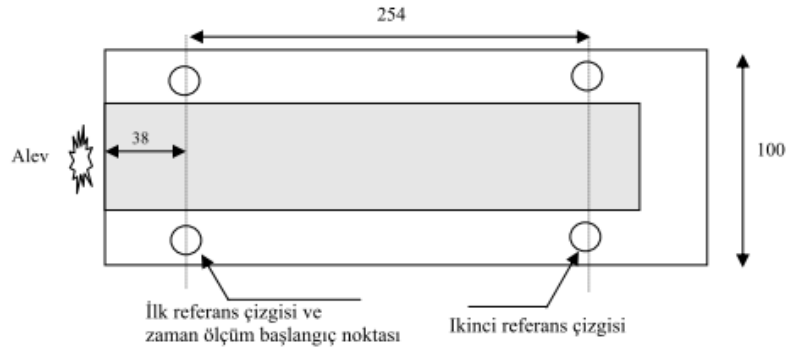 254
38
Alev
100
İlk referans çizgisi ve
zaman ölçüm başlangıç noktası
Ikinci referans çizgisi